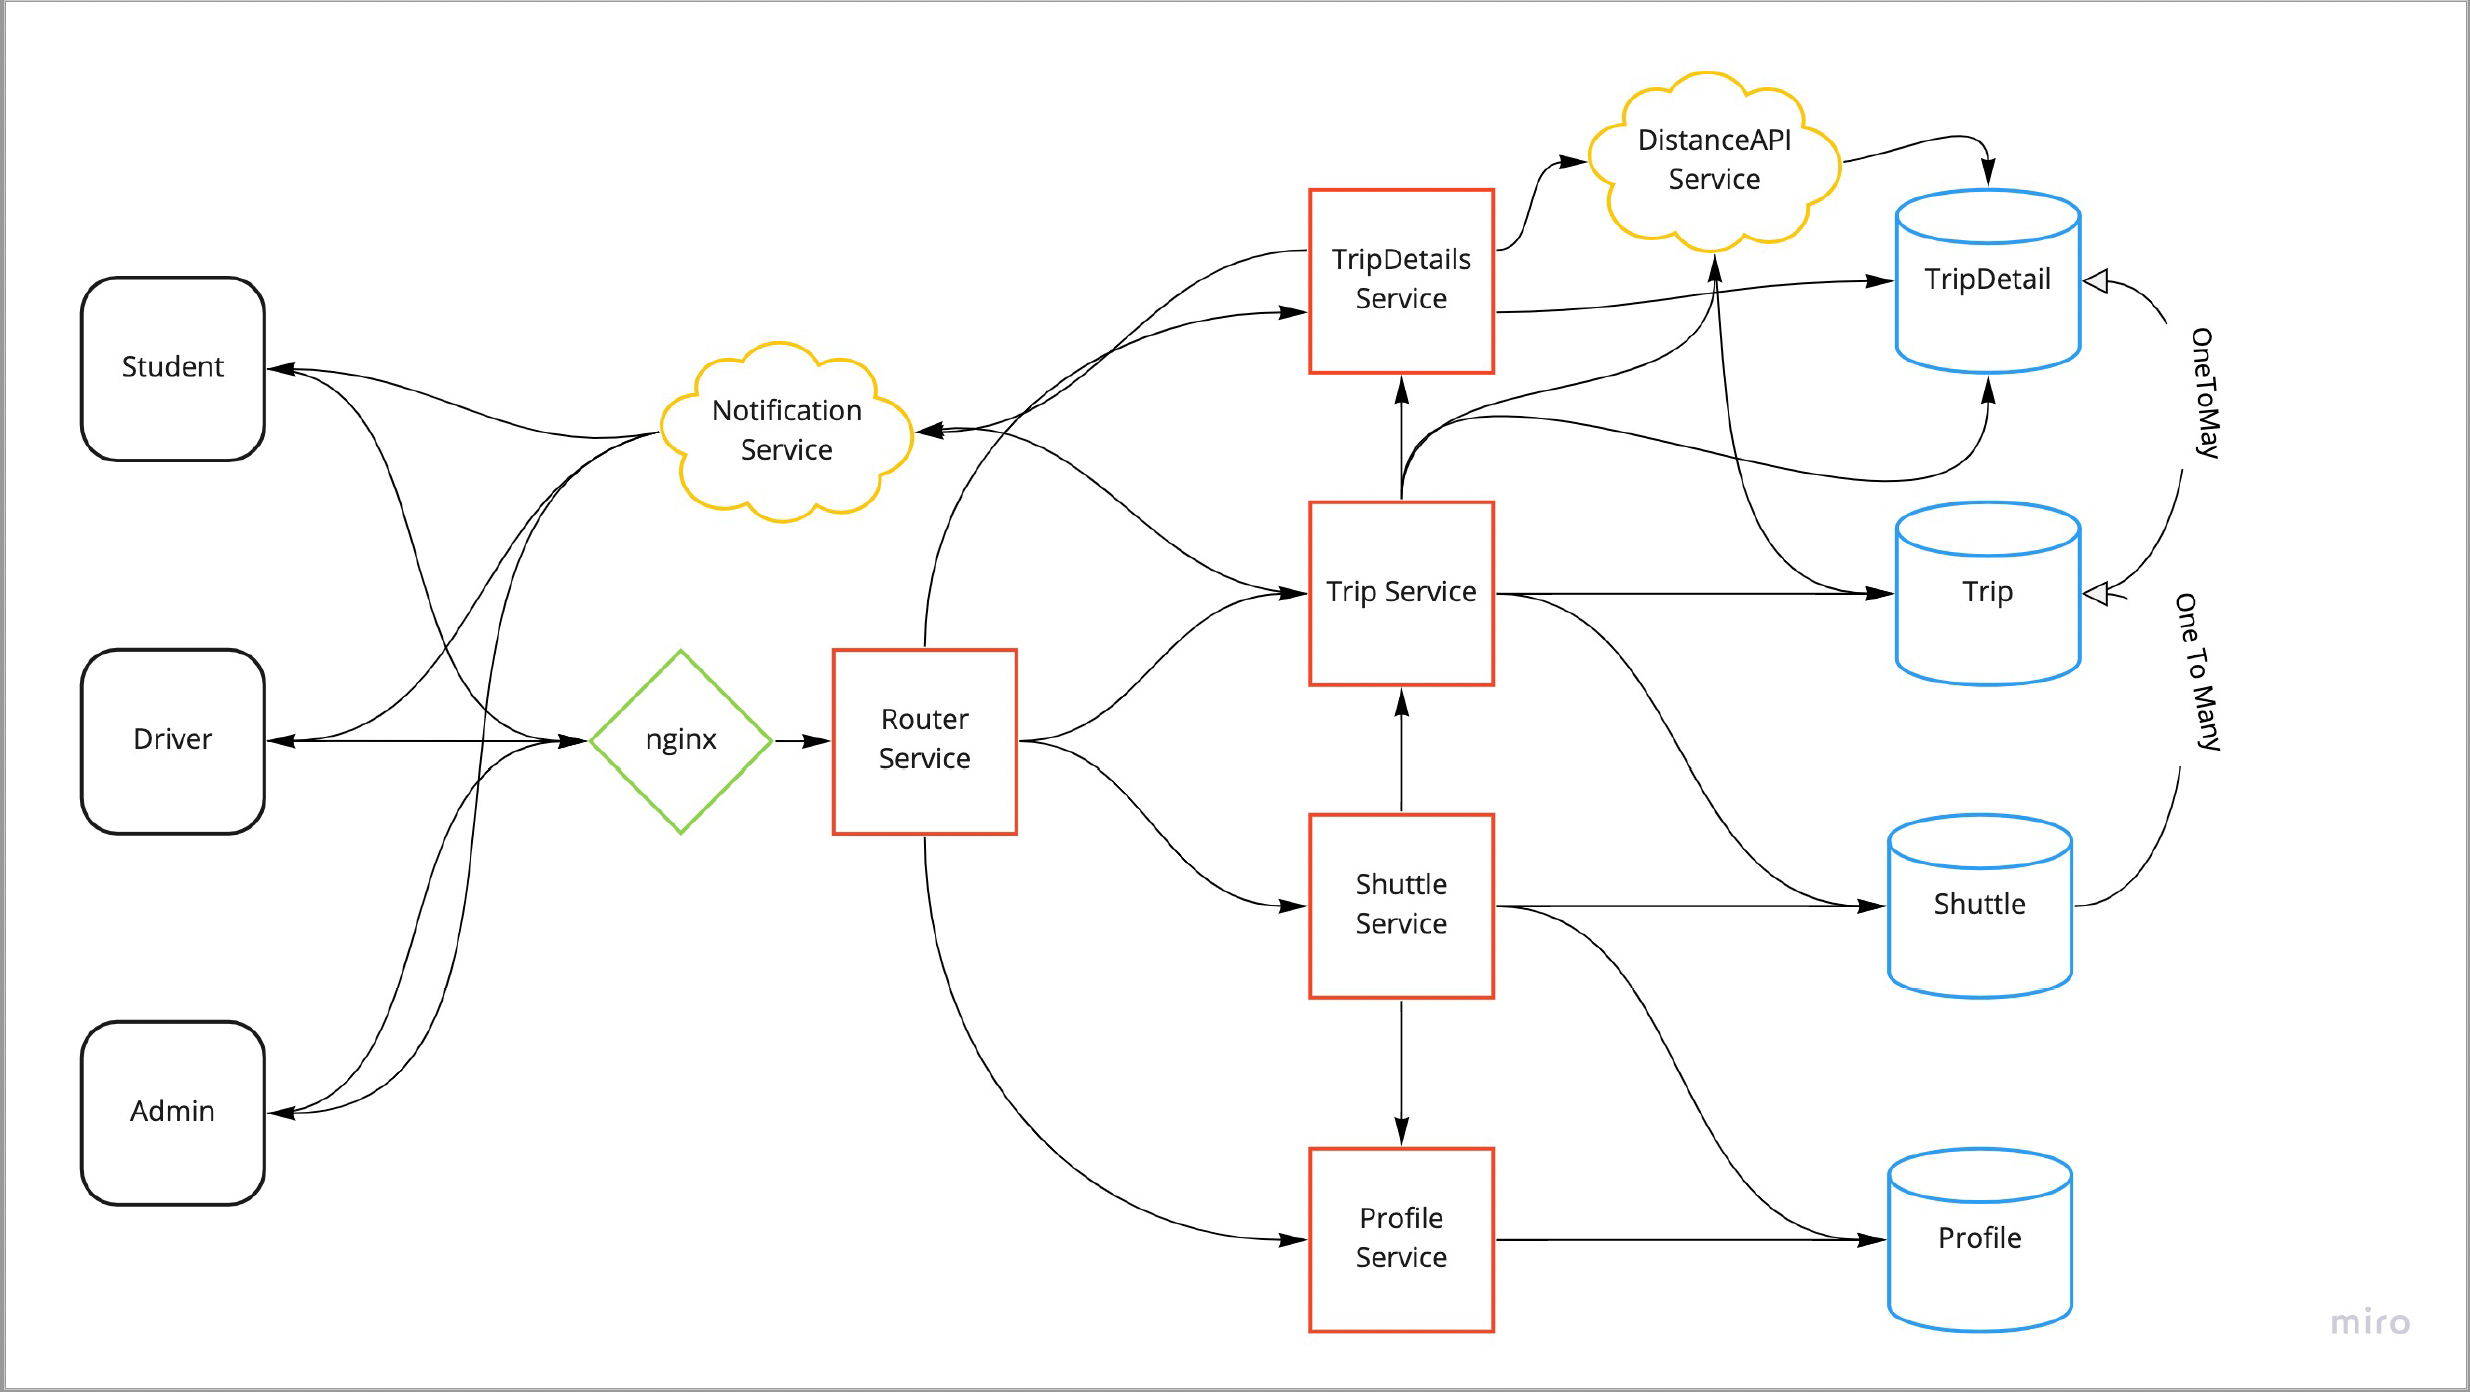 DistanceAPI
Service
TripDetails
Service
TripDetail
Student
Notification
Service
OneToMay
Trip Service
Trip
One To Many
Driver
nginx
Router
Service
Shuttle
Service
Shuttle
Admin
Profile
Service
Profile
miro